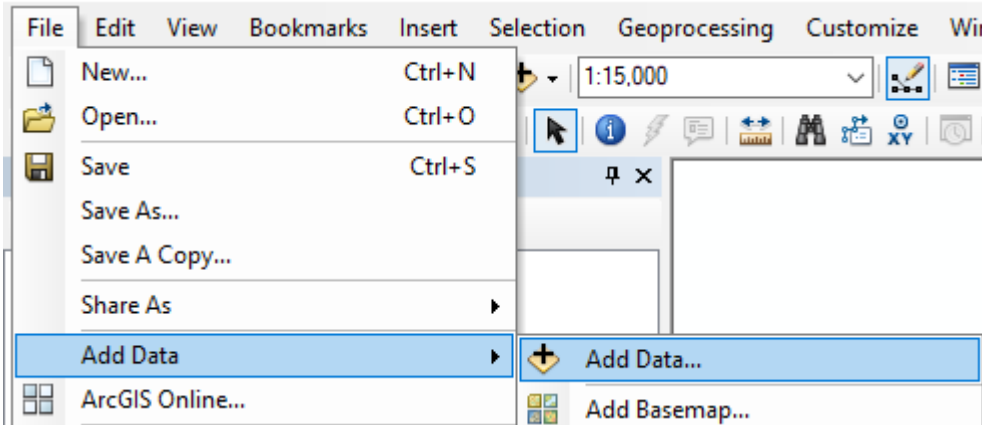 File Edit View Bookmarks Insert Selection Geoprocessing Customize
New... Ctrl+N
1:15,000
Open... Ctrl+O
XY
Save Ctrl+S
Save As...
Save A Copy...
Share As
Add Data
Add Data...
ArcGIS Online...
Add Basemap...